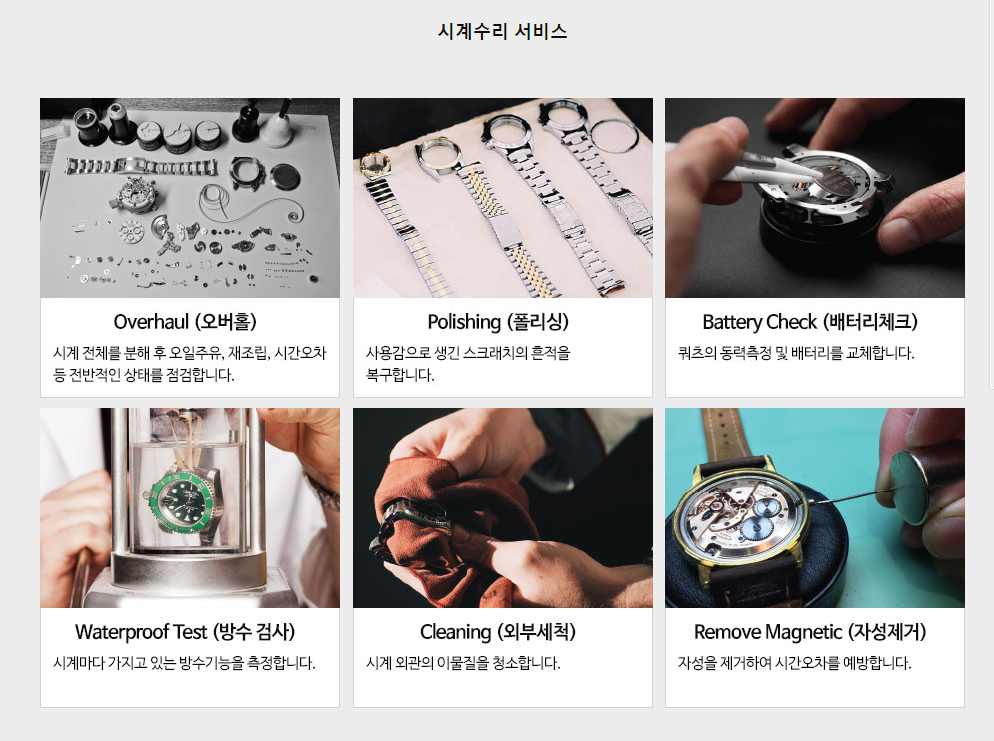 시계수리 서비스
Overhaul (오버홀)
시계 전체를 분해 후 오일주유, 재조립, 시간오차
등 전반적인 상태를 점검합니다.
Polishing (폴리싱)
사용감으로 생긴 스크래치의 흔적을
복구합니다.
Battery Check (배터리체크)
쿼츠의 동력측정 및 배터리를 교체합니다.
Waterproof Test (방수 검사)
시계마다 가지고 있는 방수기능을 측정합니다.
Cleaning (외부세척)
시계 외관의 이물질을 청소합니다.
Remove Magnetic (자성제거)
자성을 제거하여 시간오차를 예방합니다.